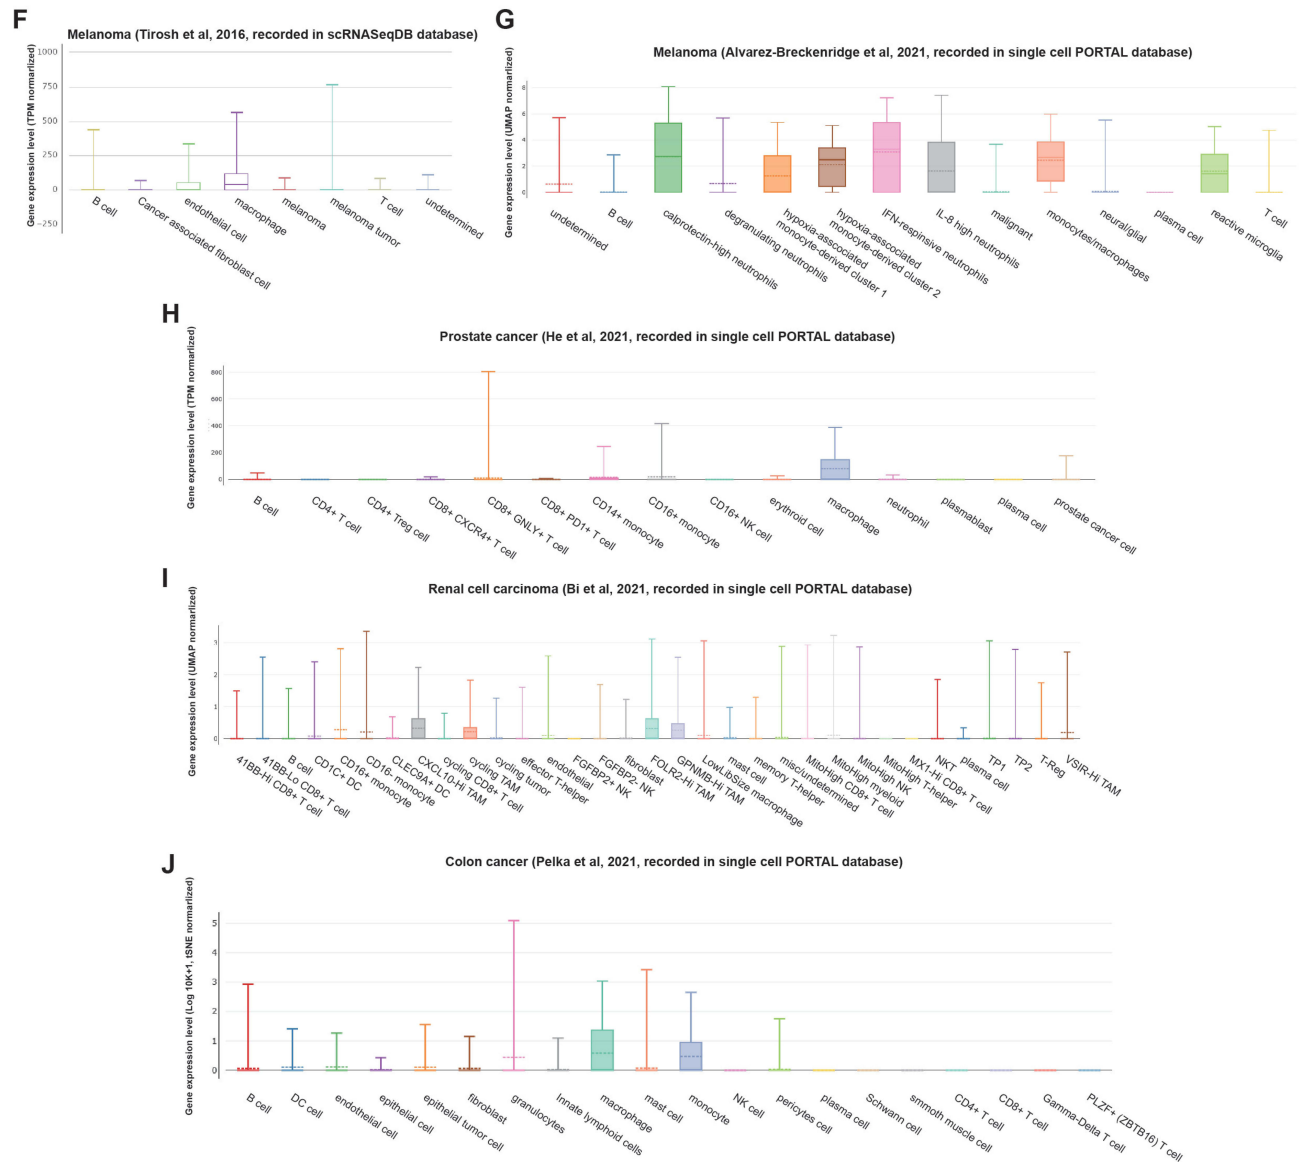 F
Melanoma (Tirosh et al, 2016, recorded in scRNASeqDB database)
Gene expression level (TPM normarlized)
1000
750
500
250
0
−250
B cell
Cancer associated fibroblast cell
endothelial cell
macrophage
melanoma
melanoma tumor
T cell
undetermined
G
Melanoma (Alvarez-Breckenridge et al, 2021, recorded in single cell PORTAL database)
Gene expression level (UMAP normarlized)
8
6
4
2
0
undetermined
B cell
calprotectin-high neutrophils
degranulating neutrophils
hypoxia-asscociated
monocyte-derived cluster 1
hypoxia-asscociated
monocyte-derived cluster 2
IFN-respinsive neutrophils
IL-8 high neutrophils
malignant
monocytes/macrophages
neural/glial
plasma cell
reactive microglia
T cell
H
Prostate cancer (He et al, 2021, recorded in single cell PORTAL database)
Gene expression level (TPM normarlized)
800
600
400
200
0
B cell
CD4+ T cell
CD4+ Treg cell
CD8+ CXCR4+ T cell
CD8+ GNLY+ T cell
CD8+ PD1+ T cell
CD14+ monocyte
CD16+ monocyte
CD16+ NK cell
erythroid cell
macrophage
neutrophil
plasmablast
plasma cell
prostate cancer cell
I
Renal cell carcinoma (Bi et al, 2021, recorded in single cell PORTAL database)
Gene expression level (UMAP normarlized)
3
2
1
0
41BB-Hi CD8+ T cell
41BB-Lo CD8+ T cell
B cell
CD1C+ DC
CD16+ monocyte
CD16- monocyte
CLEC9A+ DC
CXCL10-Hi TAM
cycling CD8+ T cell
cycling TAM
cycling tumor
effector T-helper
endothelial
FGFBP2+ NK
FGFBP2- NK
fibroblast
FOLR2-Hi TAM
GPNMB-Hi TAM
LowLibSize macrophage
mast cell
memory T-helper
misc/undetermined
MitoHigh CD8+ T cell
MitoHigh myeloid
MitoHigh NK
MitoHigh T-helper
MX1-Hi CD8+ T cell
NKT
plasma cell
TP1
TP2
T-Reg
VSIR-Hi TAM
J
Colon cancer (Pelka et al, 2021, recorded in single cell PORTAL database)
Gene expression level (Log 10K+1, tSNE normarlized)
5
4
3
2
1
0
B cell
DC cell
endothelial cell
epithelial cell
epithelial tumor cell
fibroblast
granulocytes
Innate lymphoid cells
macrophage
mast cell
monocyte
NK cell
pericytes cell
plasma cell
Schwann cell
smmoth muscle cell
CD4+ T cell
CD8+ T cell
Gamma-Delta T cell
PLZF+ (ZBTB16) T cell